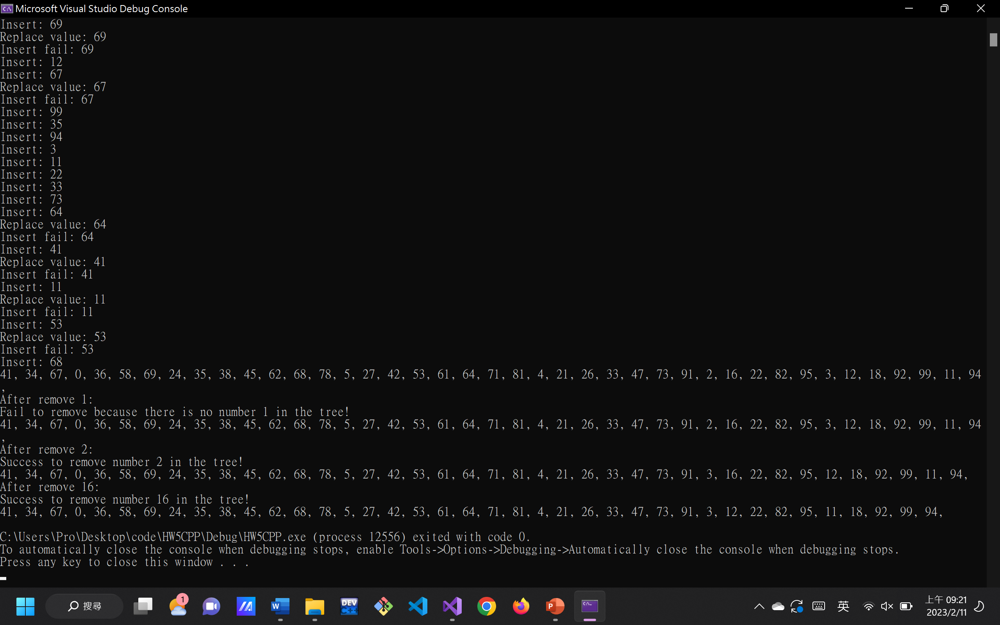 Microsoft Visual Studio Debug Console
Insert: 69
Replace value: 69
Insert fail: 69
Insert: 12
Insert: 67
Replace value: 67
Insert fail: 67
Insert: 99
Insert: 35
Insert: 94
Insert: 3
Insert: 11
Insert: 22
Insert: 33
Insert: 73
Insert: 64
Replace value: 64
Insert fail: 64
Insert: 41
Replace value: 41
Insert fail: 41
Insert: 11
Replace value: 11
Insert fail: 11
Insert: 53
Replace value: 53
Insert fail: 53
Insert: 68
41, 34, 67, 0, 36, 58, 69, 24, 35, 38, 45, 62, 68, 78, 5, 27, 42, 53, 61, 64, 71, 81, 4, 21, 26, 33, 47, 73, 91, 2, 16, 22, 82, 95, 3, 12, 18, 92, 99, 11, 94
,
After remove 1:
Fail to remove because there is no number 1 in the tree!
41, 34, 67, 0, 36, 58, 69, 24, 35, 38, 45, 62, 68, 78, 5, 27, 42, 53, 61, 64, 71, 81, 4, 21, 26, 33, 47, 73, 91, 2, 16, 22, 82, 95, 3, 12, 18, 92, 99, 11, 94
,
After remove 2:
Success to remove number 2 in the tree!
41, 34, 67, 0, 36, 58, 69, 24, 35, 38, 45, 62, 68, 78, 5, 27, 42, 53, 61, 64, 71, 81, 4, 21, 26, 33, 47, 73, 91, 3, 16, 22, 82, 95, 12, 18, 92, 99, 11, 94,
After remove 16:
Success to remove number 16 in the tree!
41, 34, 67, 0, 36, 58, 69, 24, 35, 38, 45, 62, 68, 78, 5, 27, 42, 53, 61, 64, 71, 81, 4, 21, 26, 33, 47, 73, 91, 3, 12, 22, 82, 95, 11, 18, 92, 99, 94,
C:\Users\Pro\Desktop\code\HW5CPP\Debug\HW5CPP.exe (process 12556) exited with code 0.
To automatically close the console when debugging stops, enable Tools->Options->Debugging->Automatically close the console when debugging stops.
Press any key to close this window . . .
搜尋
1
W
DEV
C++
P
C:\_
英
上午 09:21
2023/2/11